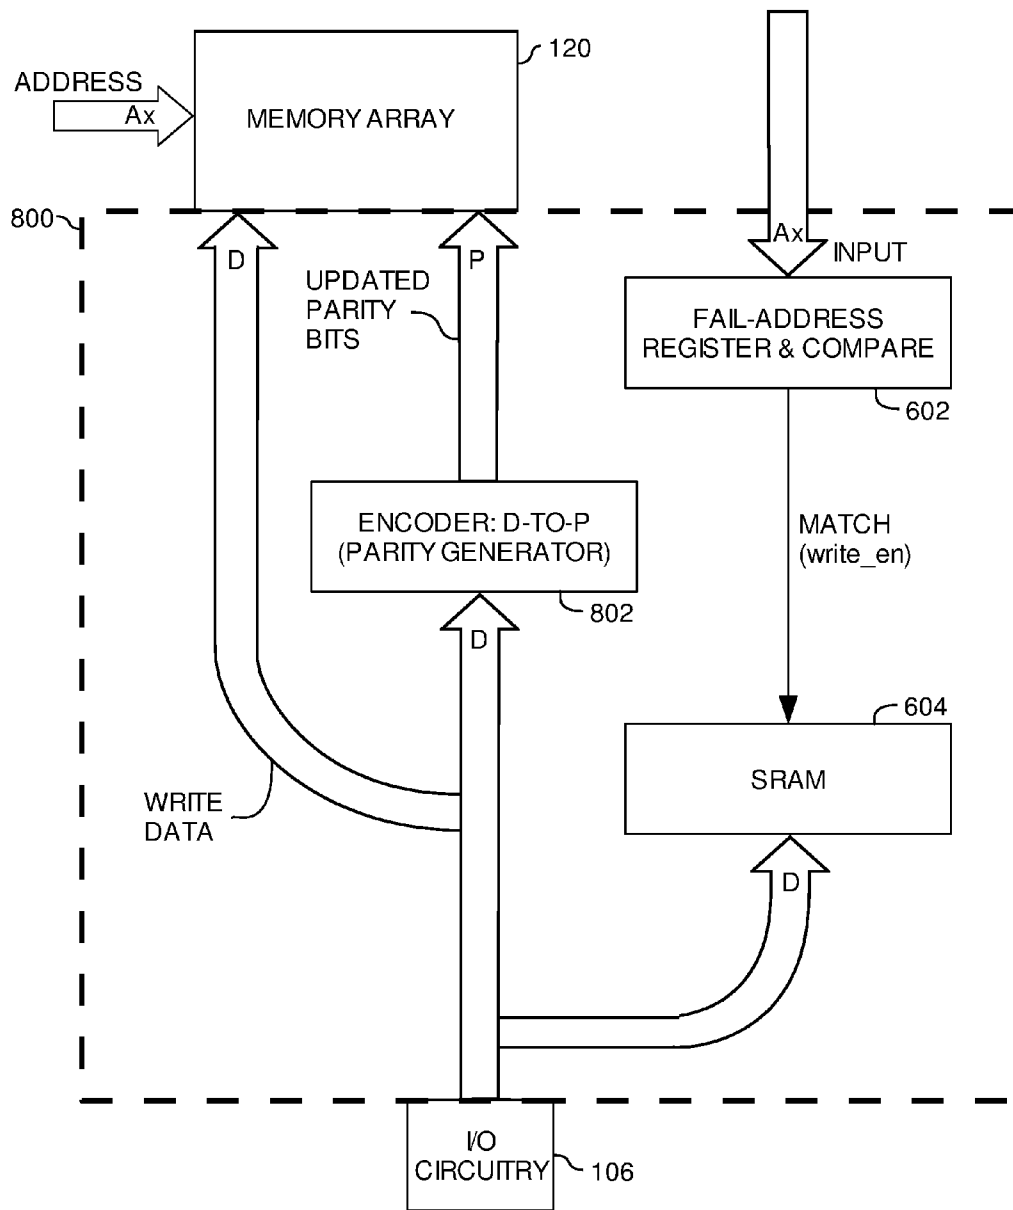 120
ADDRESS
Ax
MEMORY ARRAY
800
D
P
Ax
INPUT
UPDATED
PARITY
BITS
FAIL-ADDRESS
REGISTER & COMPARE
602
ENCODER: D-TO-P
(PARITY GENERATOR)
802
MATCH
(write_en)
D
604
SRAM
WRITE
DATA
D
I/O
CIRCUITRY
106